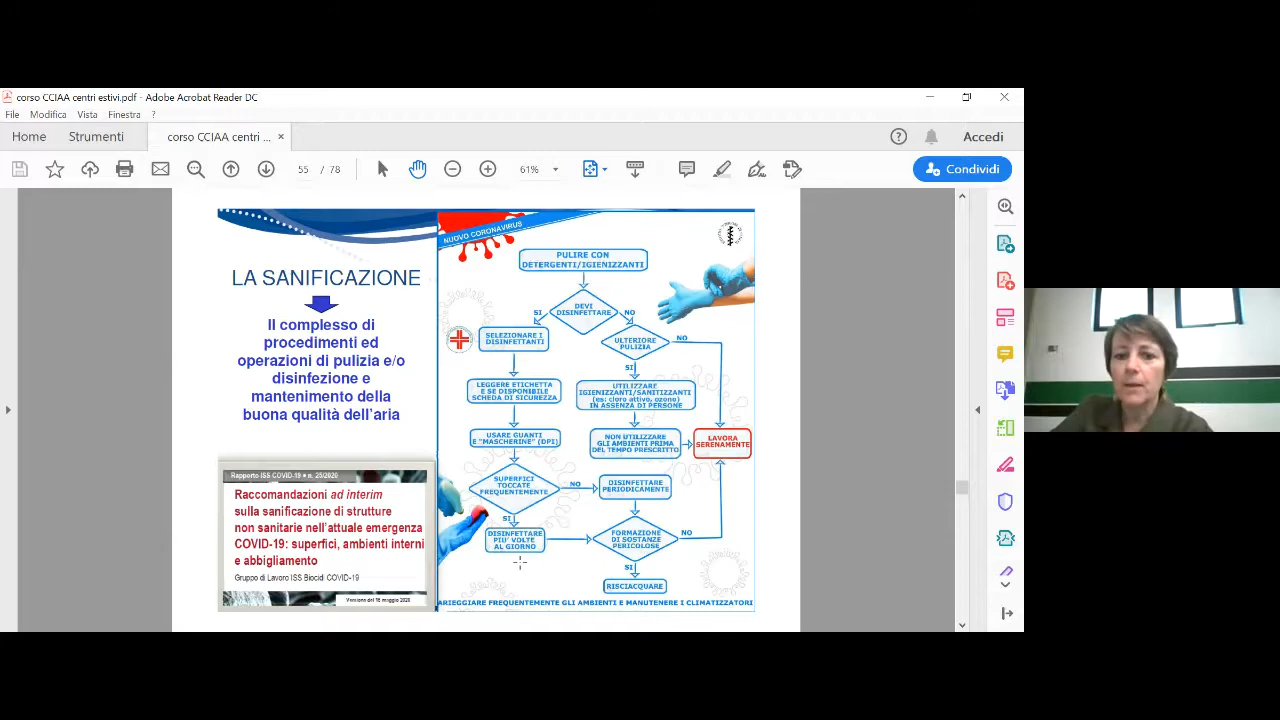 corso CCIAA centri estivi.pdf - Adobe Acrobat Reader DC
File Modifica Vista Finestra ?
Home Strumenti corso CCIAA centri ... × Accedi
55 / 78 61% Condividi
LA SANIFICAZIONE
Il complesso di
procedimenti ed
operazioni di pulizia e/o
disinfezione e
mantenimento della
buona qualità dell'aria
Rapporto ISS COVID-19 • n. 25/2020
Raccomandazioni ad interim
sulla sanificazione di strutture
non sanitarie nell'attuale emergenza
COVID-19: superfici, ambienti interni
e abbigliamento
Gruppo di Lavoro ISS Biocidi COVID-19
Versione del 15 maggio 2020
NUOVO CORONAVIRUS
PULIRE CON
DETERGENTI/IGIENIZZANTI
DEVI
DISINFETTARE
SI
NO
SELEZIONARE I
DISINFETTANTI
ULTERIORE
PULIZIA
NO
SI
LEGGERE ETICHETTA
E SE DISPONIBILE
SCHEDA DI SICUREZZA
UTILIZZARE
IGIENIZZANTI/SANITIZZANTI
(es: cloro attivo, ozono)
IN ASSENZA DI PERSONE
USARE GUANTI
E "MASCHERINE" (DPI)
NON UTILIZZARE
GLI AMBIENTI PRIMA
DEL TEMPO PRESCRITTO
LAVORA
SERENAMENTE
SUPERFICI
TOCCATE
FREQUENTEMENTE
NO
DISINFETTARE
PERIODICAMENTE
SI
DISINFETTARE
PIU' VOLTE
AL GIORNO
FORMAZIONE
DI SOSTANZE
PERICOLOSE
NO
SI
RISCIACQUARE
ARIEGGIARE FREQUENTEMENTE GLI AMBIENTI E MANUTENERE I CLIMATIZZATORI